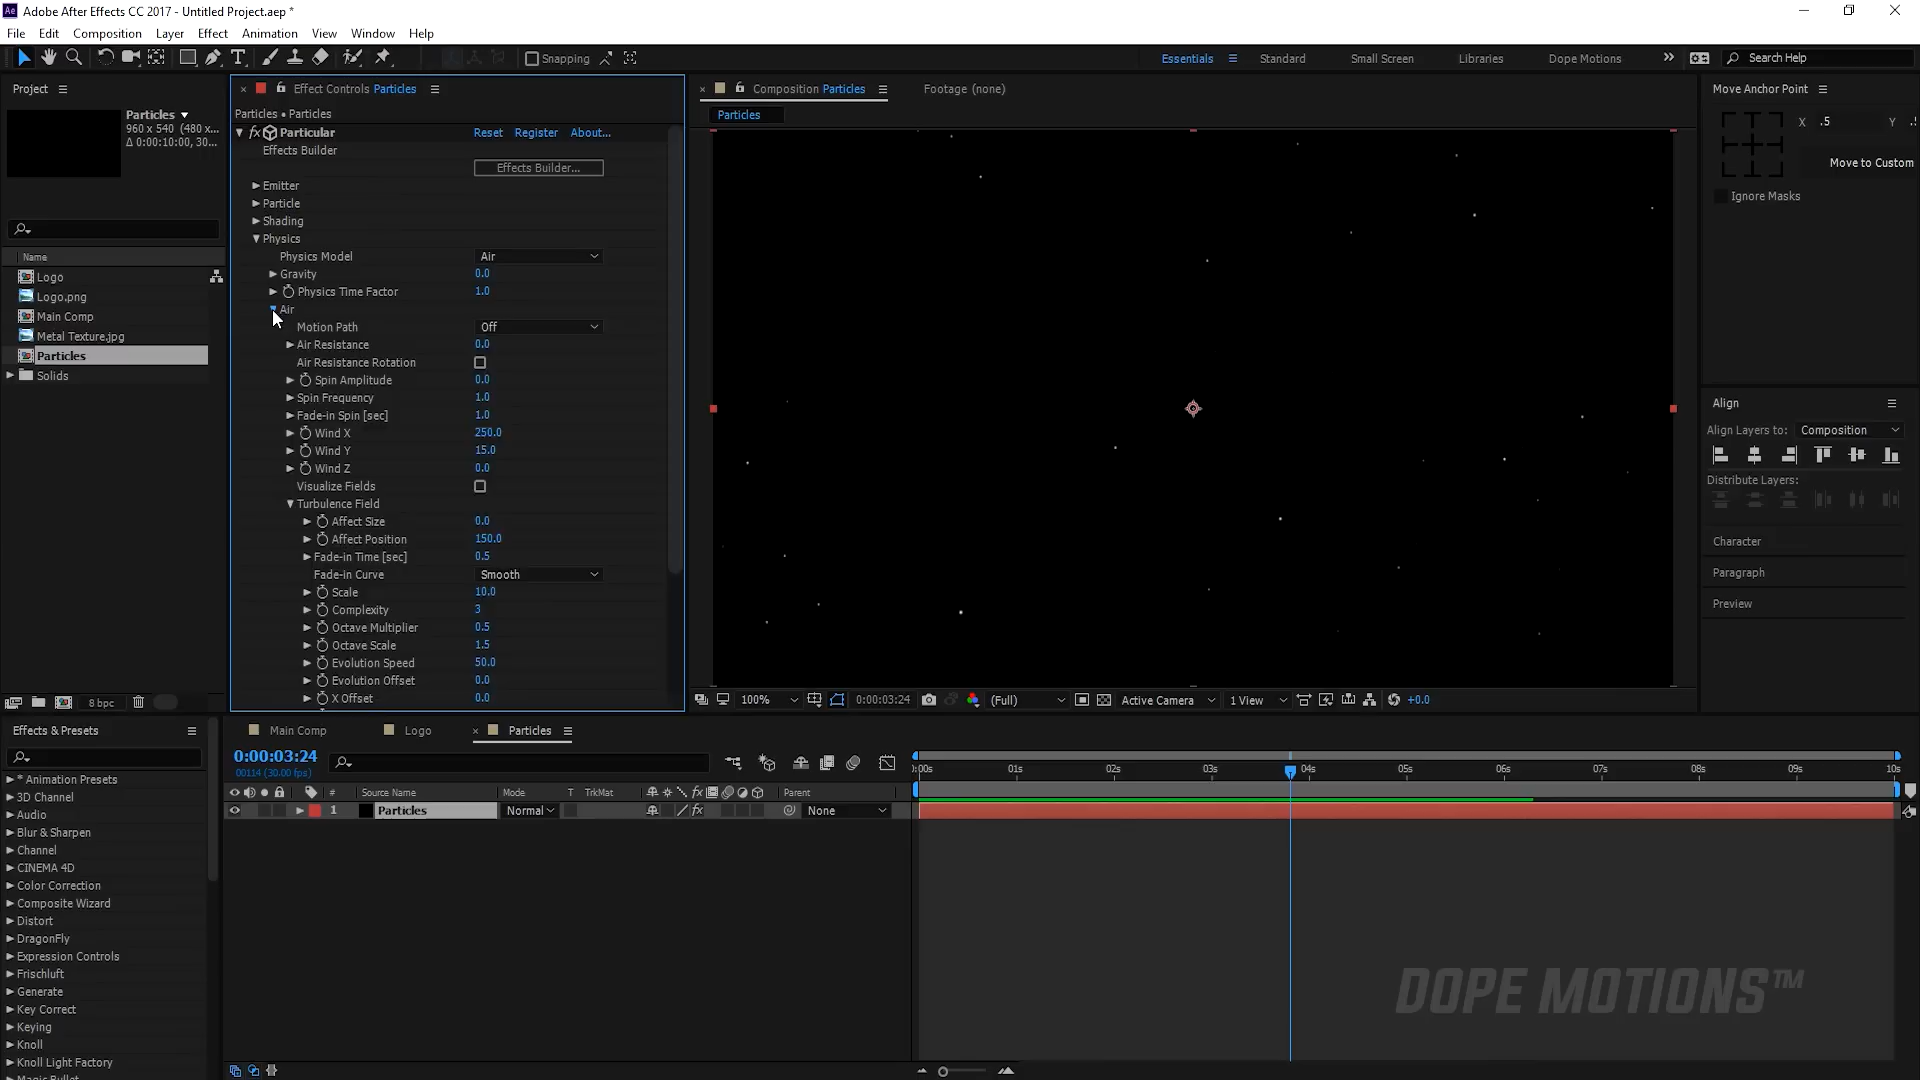 Adobe After Effects CC 2017 - Untitled Project.aep *
File Edit Composition Layer Effect Animation View Window Help
Snapping Essentials Standard Small Screen Libraries Dope Motions Search Help
Project
Particles
960 x 540 (480 x...
Δ 0:00:10:00, 30...
Name
Logo
Logo.png
Main Comp
Metal Texture.jpg
Particles
Solids
8 bpc
Effect Controls Particles
Particles • Particles
fx Particular Reset Register About...
Effects Builder
Effects Builder...
Emitter
Particle
Shading
Physics
Physics Model Air
Gravity 0.0
Physics Time Factor 1.0
Air
Motion Path Off
Air Resistance 0.0
Air Resistance Rotation
Spin Amplitude 0.0
Spin Frequency 1.0
Fade-in Spin [sec] 1.0
Wind X 250.0
Wind Y 15.0
Wind Z 0.0
Visualize Fields
Turbulence Field
Affect Size 0.0
Affect Position 150.0
Fade-in Time [sec] 0.5
Fade-in Curve Smooth
Scale 10.0
Complexity 3
Octave Multiplier 0.5
Octave Scale 1.5
Evolution Speed 50.0
Evolution Offset 0.0
X Offset 0.0
Composition Particles Footage (none)
Particles
100% 0:00:03:24 (Full) Active Camera 1 View +0.0
Move Anchor Point
X .5 Y
Move to Custom
Ignore Masks
Align
Align Layers to: Composition
Distribute Layers:
Character
Paragraph
Preview
Effects & Presets
* Animation Presets
3D Channel
Audio
Blur & Sharpen
Channel
CINEMA 4D
Color Correction
Composite Wizard
Distort
DragonFly
Expression Controls
Frischluft
Generate
Key Correct
Keying
Knoll
Knoll Light Factory
Magic Bullet
Main Comp Logo Particles
0:00:03:24
00114 (30.00 fps)
# Source Name Mode T TrkMat fx Parent
1 Particles Normal fx None
:00s 01s 02s 03s 04s 05s 06s 07s 08s 09s 10s
DOPE MOTIONS™